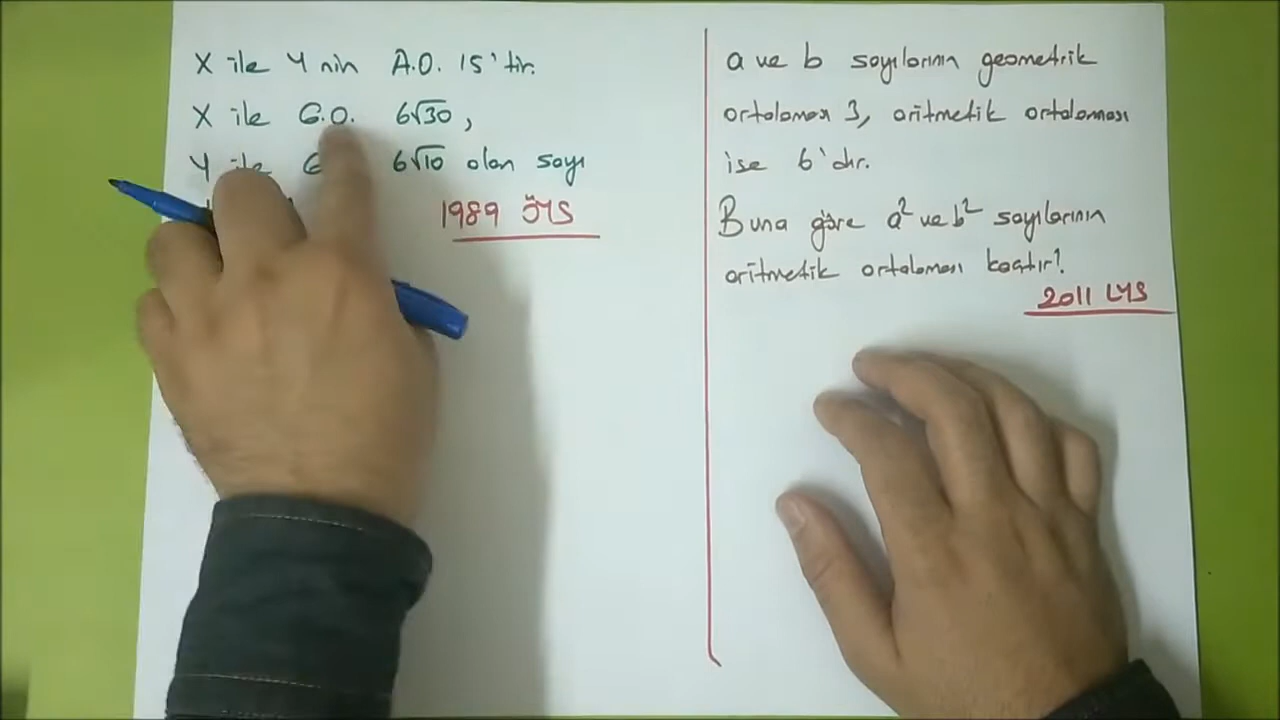 X ile Y nin A.O. 15'tir.
X ile G.O. 6√30,
Y ile 6√10 olan sayı
1989 ÖYS
a ve b sayılarının geometrik
ortalaması 3, aritmetik ortalaması
ise 6'dır.
Buna göre a² ve b² sayılarının
aritmetik ortalaması kaçtır?
2011 LYS